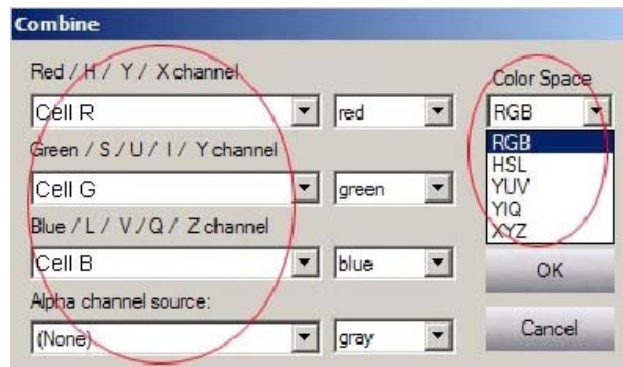 Combine
Red / H / Y / X channel
Cell R
red
Green / S / U / I / Y channel
Cell G
green
Blue / L / V / Q / Z channel
Cell B
blue
Alpha channel source:
(None)
gray
Color Space
RGB
RGB
HSL
YUV
YIQ
XYZ
OK
Cancel